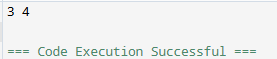 3 4
=== Code Execution Successful ===